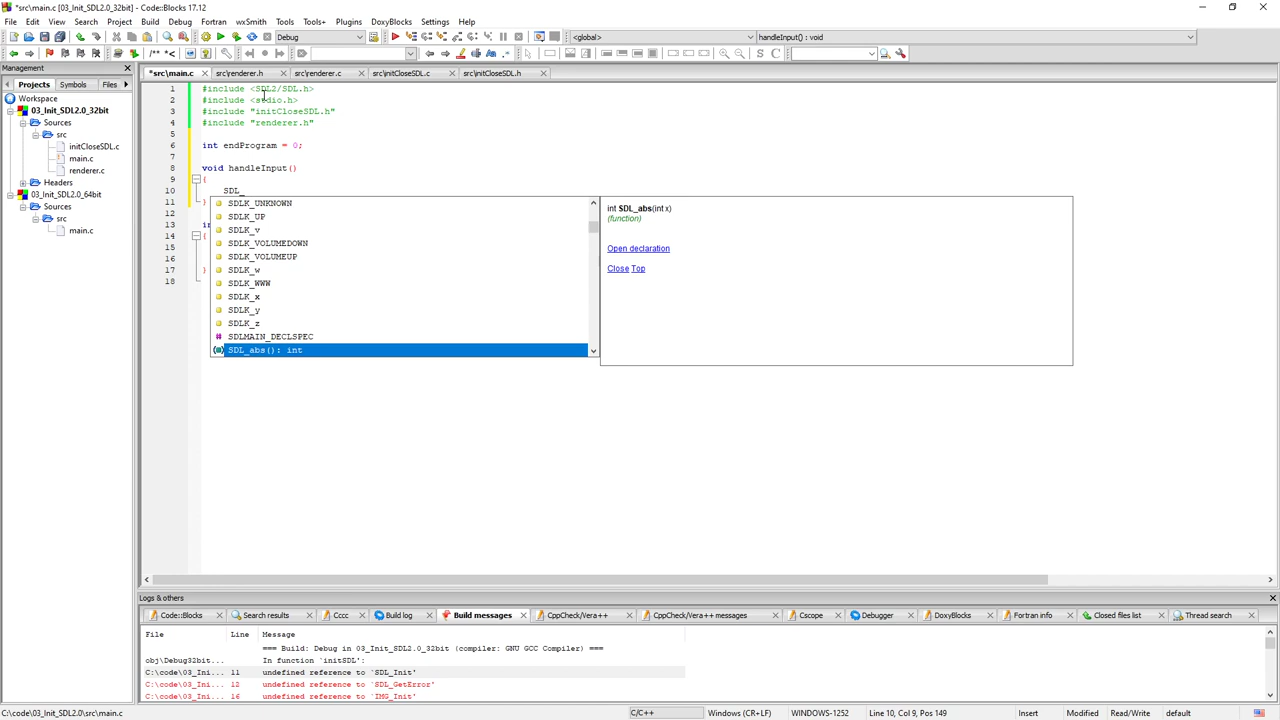 *src\main.c [03_Init_SDL2.0_32bit] - Code::Blocks 17.12
File Edit View Search Project Build Debug Fortran wxSmith Tools Tools+ Plugins DoxyBlocks Settings Help
Debug <global> handleInput() : void
/** *< Aa .* S C
Management
Projects Symbols Files
*src\main.c src\renderer.h src\renderer.c src\initCloseSDL.c src\initCloseSDL.h
Workspace
03_Init_SDL2.0_32bit
Sources
src
initCloseSDL.c
main.c
renderer.c
Headers
03_Init_SDL2.0_64bit
Sources
src
main.c
1 #include <SDL2/SDL.h>
2 #include <stdio.h>
3 #include "initCloseSDL.h"
4 #include "renderer.h"
5
6 int endProgram = 0;
7
8 void handleInput()
9 {
10 SDL_
11 }
12
13 in
14 {
15
16
17 }
18
SDLK_UNKNOWN
SDLK_UP
SDLK_v
SDLK_VOLUMEDOWN
SDLK_VOLUMEUP
SDLK_w
SDLK_WWW
SDLK_x
SDLK_y
SDLK_z
SDLMAIN_DECLSPEC
SDL_abs(): int
int SDL_abs(int x)
(function)
Open declaration
Close Top
Logs & others
Code::Blocks Search results Cccc Build log Build messages CppCheck/Vera++ CppCheck/Vera++ messages Cscope Debugger DoxyBlocks Fortran info Closed files list Thread search
File Line Message
=== Build: Debug in 03_Init_SDL2.0_32bit (compiler: GNU GCC Compiler) ===
obj\Debug32bit... In function `initSDL':
C:\code\03_Ini... 11 undefined reference to `SDL_Init'
C:\code\03_Ini... 12 undefined reference to `SDL_GetError'
C:\code\03_Ini... 16 undefined reference to `IMG_Init'
C:\code\03_Init_SDL2.0\src\main.c C/C++ Windows (CR+LF) WINDOWS-1252 Line 10, Col 9, Pos 149 Insert Modified Read/Write default